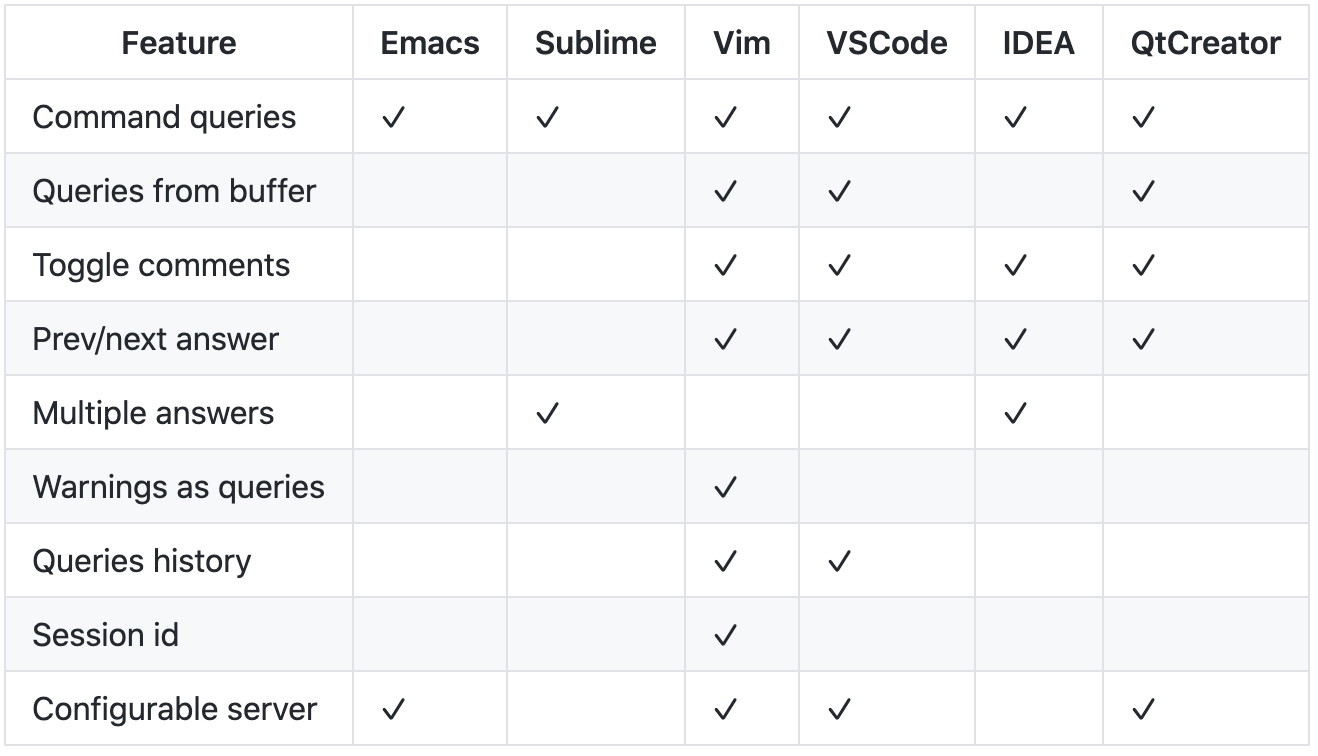 Feature Emacs Sublime Vim VSCode IDEA QtCreator
Command queries ✓ ✓ ✓ ✓ ✓ ✓
Queries from buffer ✓ ✓ ✓
Toggle comments ✓ ✓ ✓ ✓
Prev/next answer ✓ ✓ ✓ ✓
Multiple answers ✓ ✓
Warnings as queries ✓
Queries history ✓ ✓
Session id ✓
Configurable server ✓ ✓ ✓ ✓